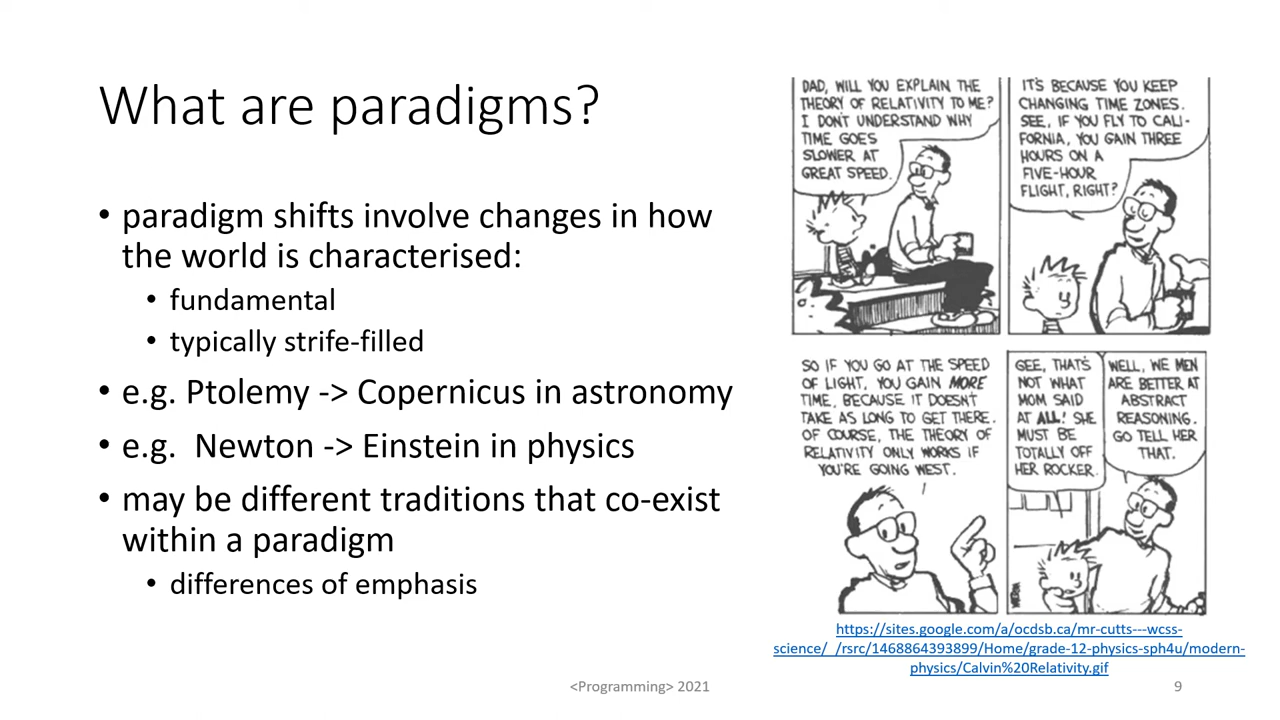 What are paradigms?
• paradigm shifts involve changes in how
the world is characterised:
• fundamental
• typically strife-filled
• e.g. Ptolemy -> Copernicus in astronomy
• e.g.  Newton -> Einstein in physics
• may be different traditions that co-exist
within a paradigm
• differences of emphasis
DAD, WILL YOU EXPLAIN THE
THEORY OF RELATIVITY TO ME?
I DON'T UNDERSTAND WHY
TIME GOES
SLOWER AT
GREAT SPEED.
IT'S BECAUSE YOU KEEP
CHANGING TIME ZONES.
SEE, IF YOU FLY TO CALI-
FORNIA, YOU GAIN THREE
HOURS ON A
FIVE-HOUR
FLIGHT, RIGHT?
SO IF YOU GO AT THE SPEED
OF LIGHT, YOU GAIN MORE
TIME, BECAUSE IT DOESN'T
TAKE AS LONG TO GET THERE.
OF COURSE, THE THEORY OF
RELATIVITY ONLY WORKS IF
YOU'RE GOING WEST.
GEE, THAT'S
NOT WHAT
MOM SAID
AT ALL! SHE
MUST BE
TOTALLY OFF
HER ROCKER.
WELL, WE MEN
ARE BETTER AT
ABSTRACT
REASONING.
GO TELL HER
THAT.
https://sites.google.com/a/ocdsb.ca/mr-cutts---wcss-
science/_/rsrc/1468864393899/Home/grade-12-physics-sph4u/modern-
physics/Calvin%20Relativity.gif
<Programming> 2021
9